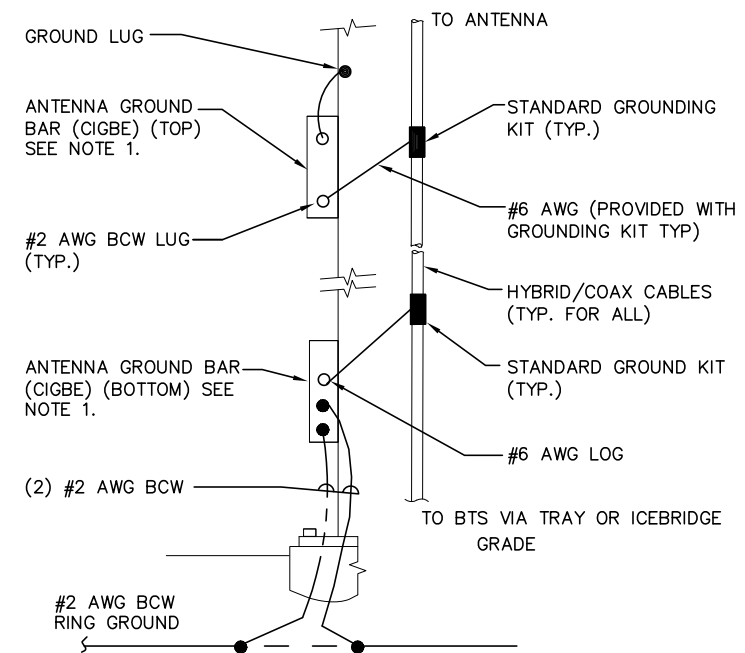 TO ANTENNA
GROUND LUG
ANTENNA GROUND
BAR (CIGBE) (TOP)
SEE NOTE 1.
STANDARD GROUNDING
KIT (TYP.)
#2 AWG BCW LUG
(TYP.)
#6 AWG (PROVIDED WITH
GROUNDING KIT TYP)
HYBRID/COAX CABLES
(TYP. FOR ALL)
ANTENNA GROUND BAR
(CIGBE) (BOTTOM) SEE
NOTE 1.
STANDARD GROUND KIT
(TYP.)
#6 AWG LOG
(2) #2 AWG BCW
TO BTS VIA TRAY OR ICEBRIDGE
GRADE
#2 AWG BCW
RING GROUND